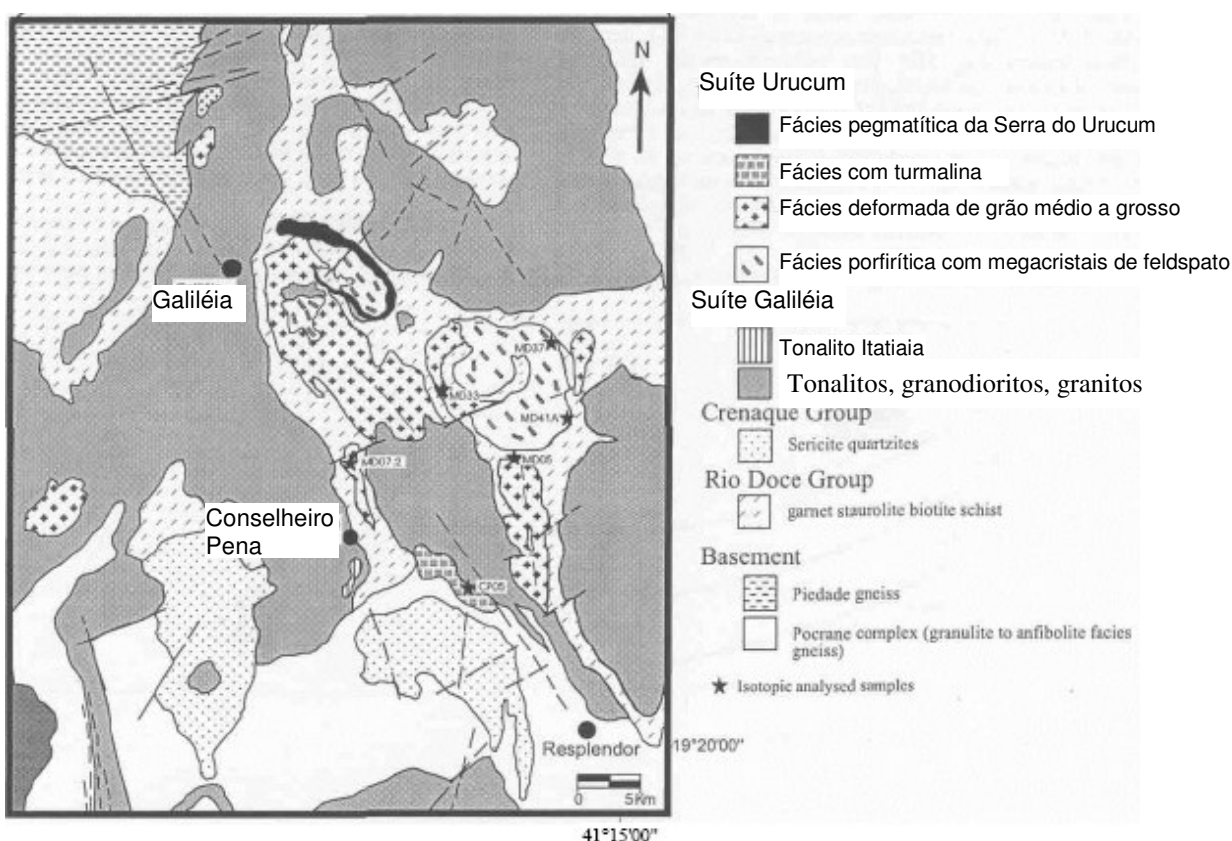 N
Galiléia
MD37
MD33
MD41A
MD05
MD07.2
Conselheiro
Pena
CP05
Resplendor
0 5Km
19°20'00"
41°15'00"
Suíte Urucum
Fácies pegmatítica da Serra do Urucum
Fácies com turmalina
Fácies deformada de grão médio a grosso
Fácies porfirítica com megacristais de feldspato
Suíte Galiléia
Tonalito Itatiaia
Tonalitos, granodioritos, granitos
Crenaque Group
Sericite quartzites
Rio Doce Group
garnet staurolite biotite schist
Basement
Piedade gneiss
Pocrane complex (granulite to anfibolite facies
gneiss)
Isotopic analysed samples